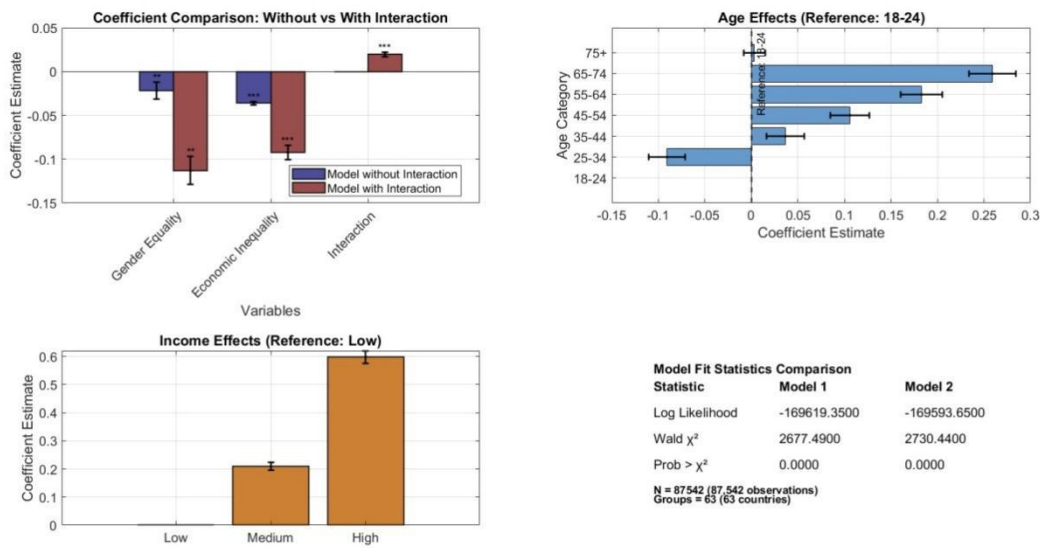 Coefficient Comparison: Without vs With Interaction
Coefficient Estimate
0.05
0
-0.05
-0.1
-0.15
**
**
***
***
***
Model without Interaction
Model with Interaction
Gender Equality
Economic Inequality
Interaction
Variables
Age Effects (Reference: 18-24)
Age Category
75+
65-74
55-64
45-54
35-44
25-34
18-24
Reference: 18-24
-0.15
-0.1
-0.05
0
0.05
0.1
0.15
0.2
0.25
0.3
Coefficient Estimate
Income Effects (Reference: Low)
Coefficient Estimate
0.6
0.5
0.4
0.3
0.2
0.1
0
Low
Medium
High
Model Fit Statistics Comparison
Statistic Model 1 Model 2
Log Likelihood -169619.3500 -169593.6500
Wald χ² 2677.4900 2730.4400
Prob > χ² 0.0000 0.0000
N = 87542 (87,542 observations)
Groups = 63 (63 countries)